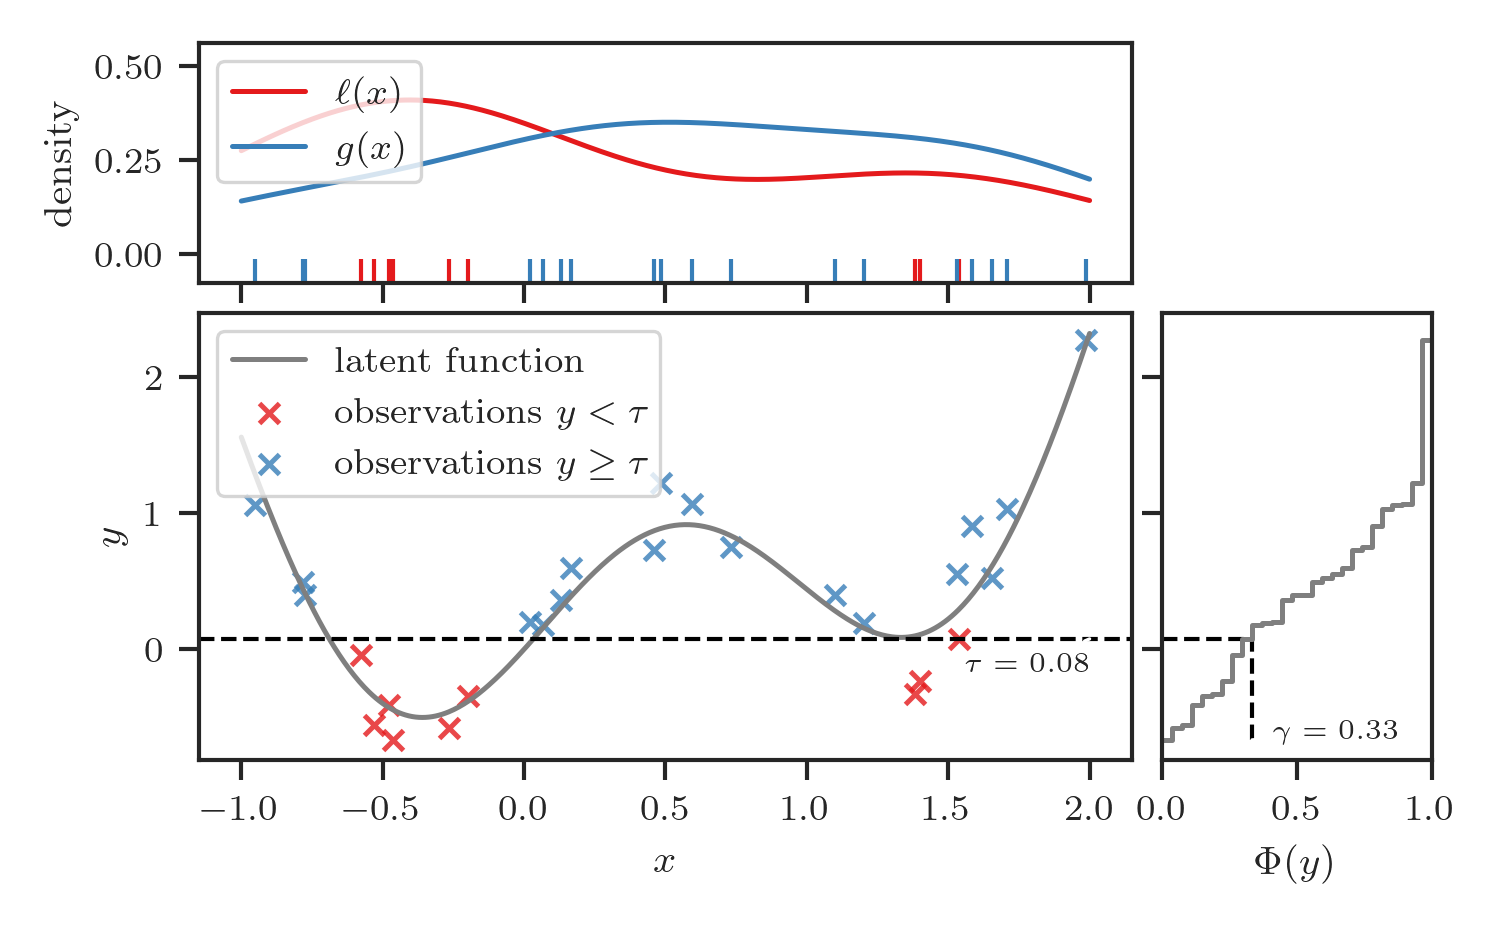 0.50
0.25
0.00
density
ℓ(x)
g(x)
2
1
0
y
latent function
observations y < τ
observations y ≥ τ
τ = 0.08
γ = 0.33
−1.0 −0.5 0.0 0.5 1.0 1.5 2.0
x
0.0 0.5 1.0
Φ(y)